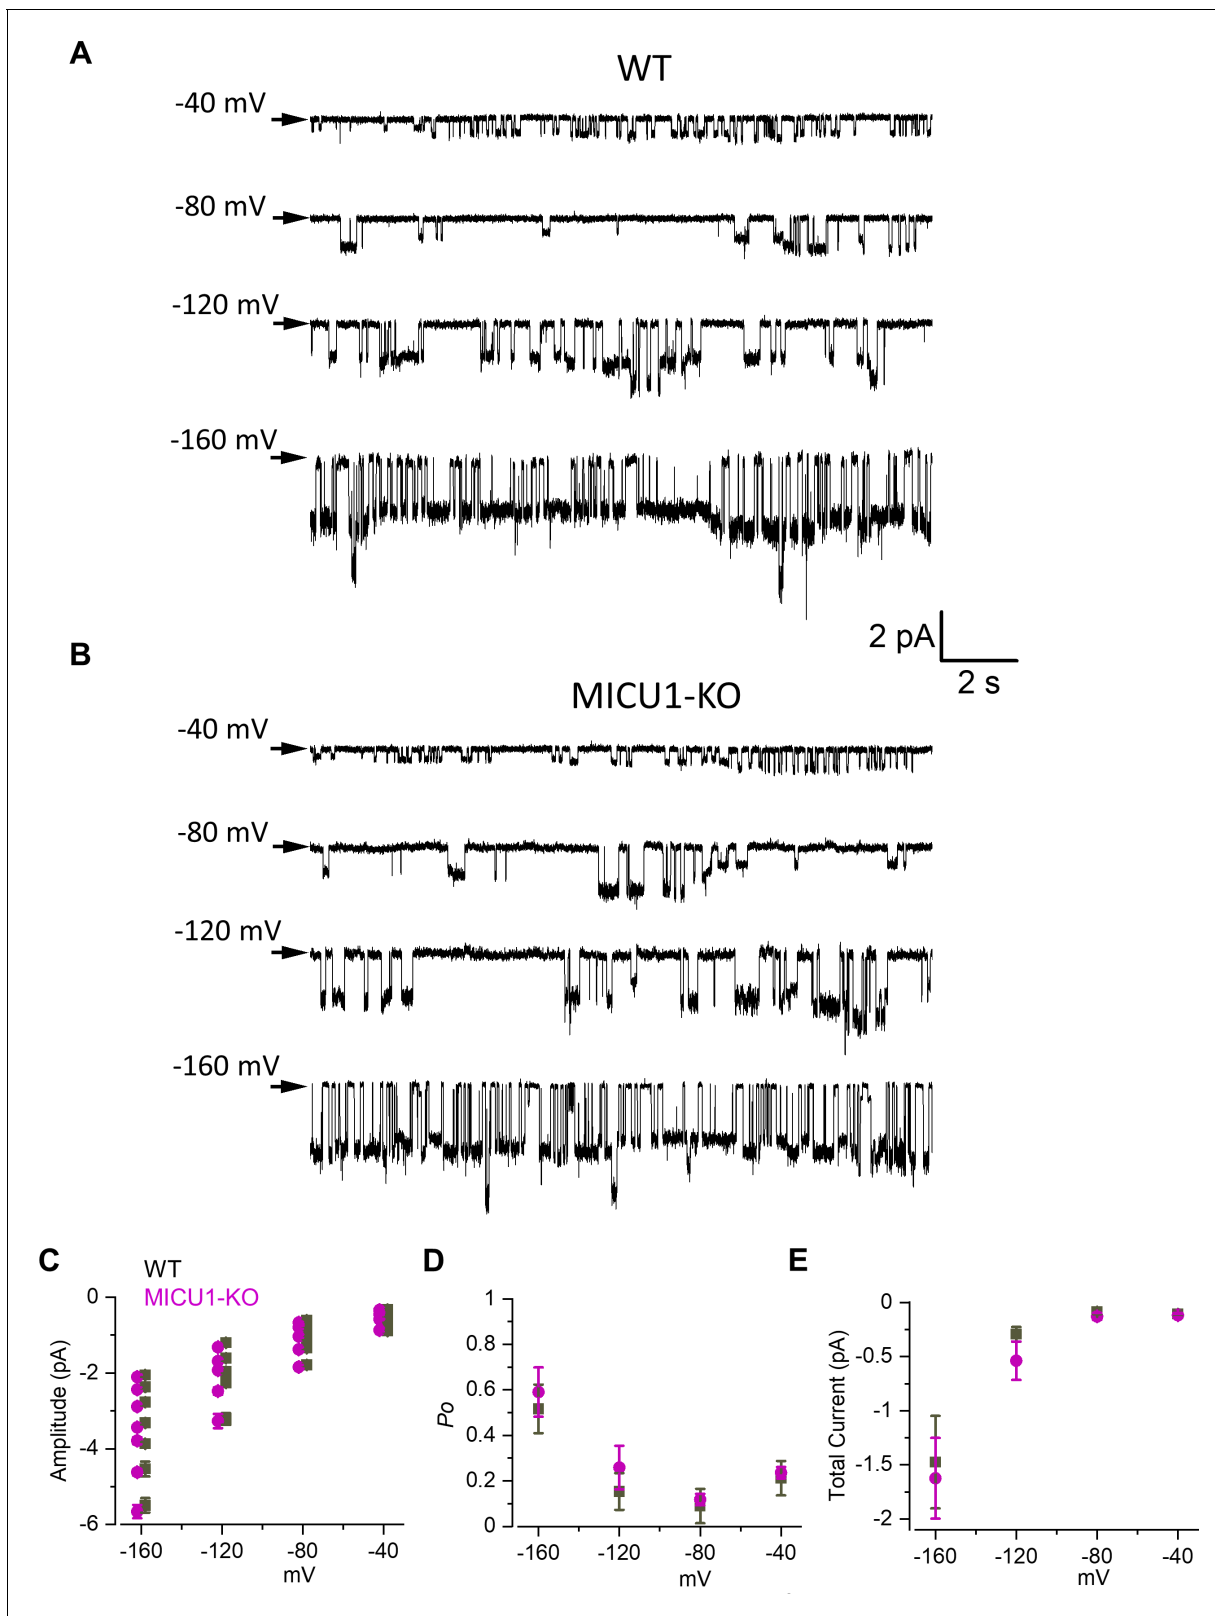 A
WT
-40 mV
-80 mV
-120 mV
-160 mV
2 pA
2 s
B
MICU1-KO
-40 mV
-80 mV
-120 mV
-160 mV
C
WT
MICU1-KO
0
-2
-4
-6
Amplitude (pA)
-160 -120 -80 -40
mV
D
1
0.8
0.6
0.4
0.2
0
Po
-160 -120 -80 -40
mV
E
0
-0.5
-1
-1.5
-2
Total Current (pA)
-160 -120 -80 -40
mV